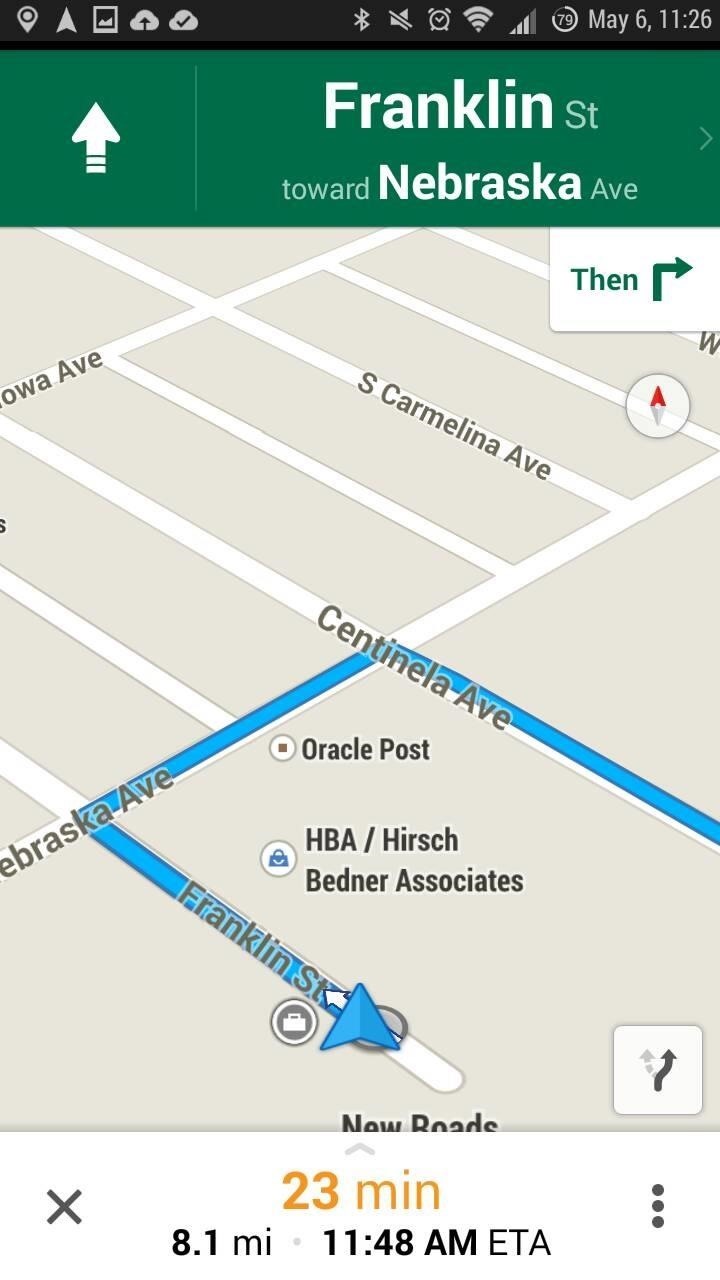 79 May 6, 11:26
Franklin St
toward Nebraska Ave
Then
W
owa Ave
S Carmelina Ave
s
Centinela Ave
Oracle Post
ebraska Ave
HBA / Hirsch
Bedner Associates
Franklin St
New Roads
23 min
8.1 mi · 11:48 AM ETA